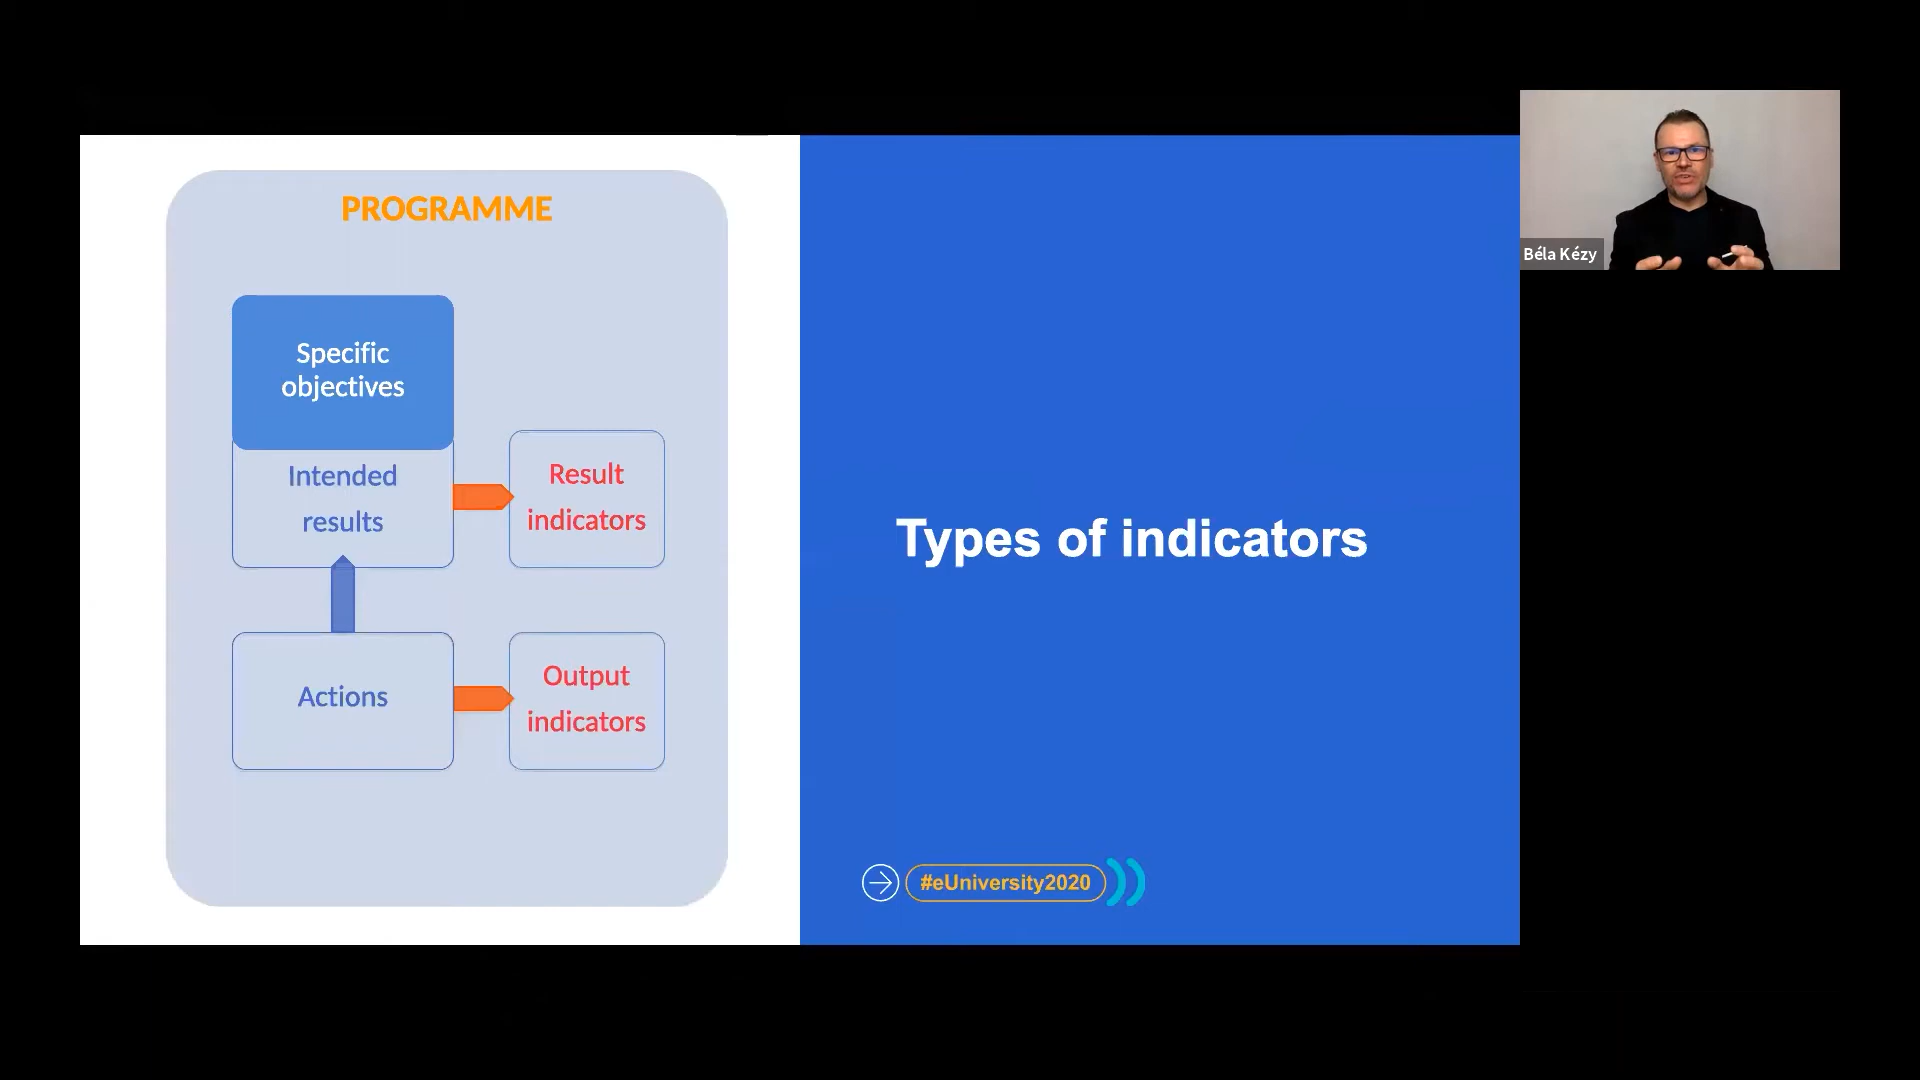 PROGRAMME
Specific
objectives
Intended
results
Result
indicators
Actions
Output
indicators
Types of indicators
#eUniversity2020
Béla Kézy